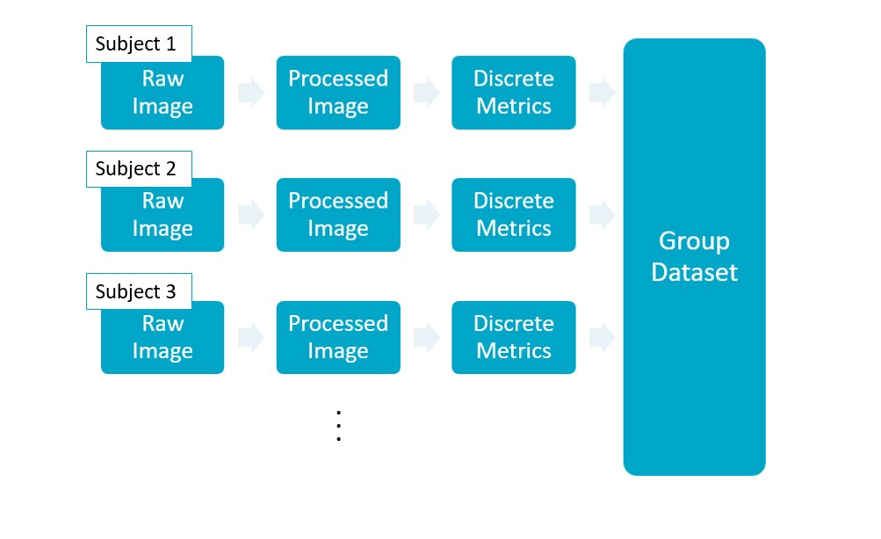 Subject 1
Raw
Image
Processed
Image
Discrete
Metrics
Subject 2
Raw
Image
Processed
Image
Discrete
Metrics
Group
Dataset
Subject 3
Raw
Image
Processed
Image
Discrete
Metrics